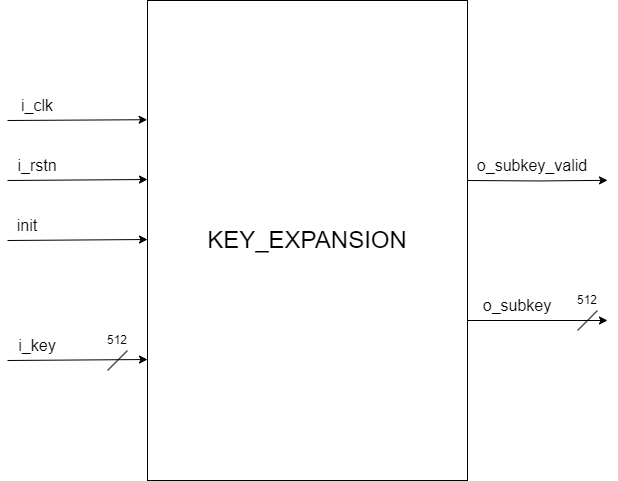 i_clk
i_rstn
o_subkey_valid
init
KEY_EXPANSION
512
o_subkey
512
i_key